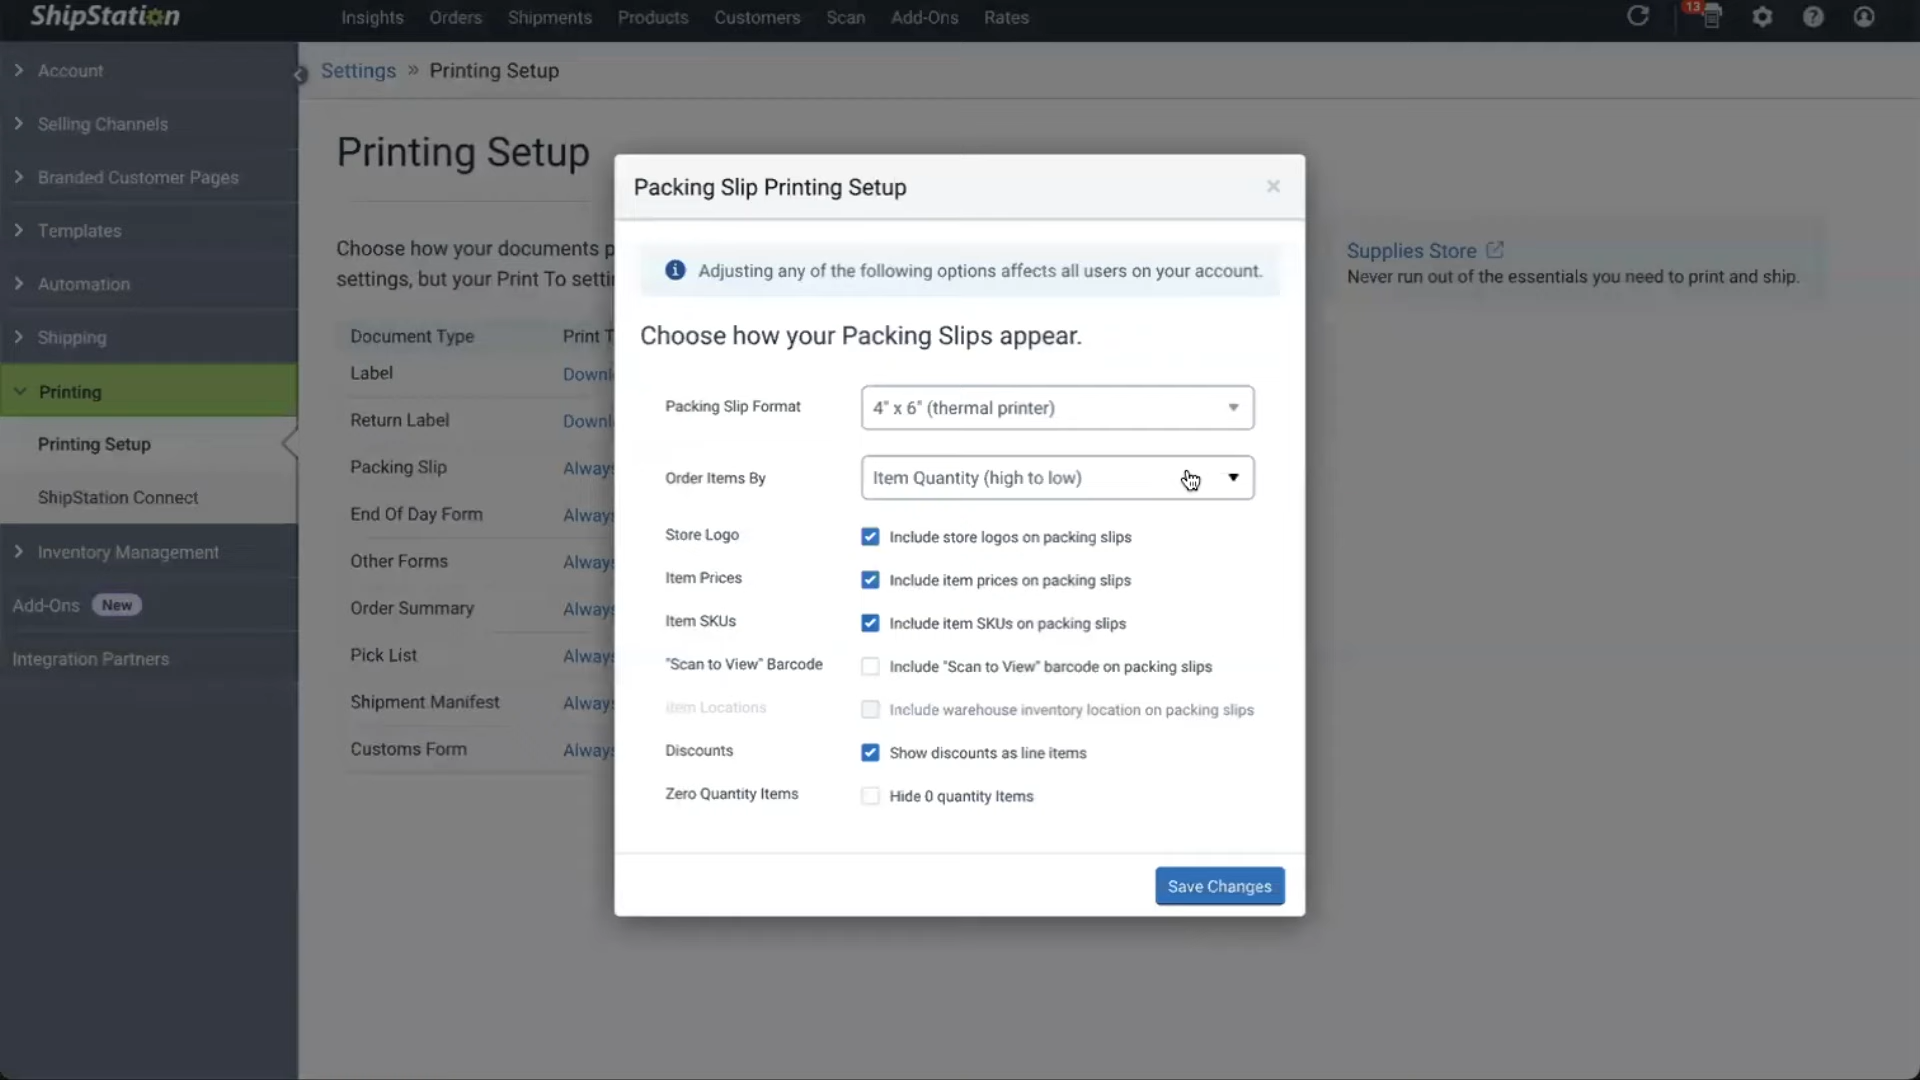 ShipStation
Insights Orders Shipments Products Customers Scan Add-Ons Rates
13
Account
Selling Channels
Branded Customer Pages
Templates
Automation
Shipping
Printing
Printing Setup
ShipStation Connect
Inventory Management
Add-Ons New
Integration Partners
Settings » Printing Setup
Printing Setup
Choose how your documents p
settings, but your Print To setti
Document Type Print T
Label Downl
Return Label Downl
Packing Slip Always
End Of Day Form Always
Other Forms Always
Order Summary Always
Pick List Always
Shipment Manifest Always
Customs Form Always
Supplies Store
Never run out of the essentials you need to print and ship.
Packing Slip Printing Setup
Adjusting any of the following options affects all users on your account.
Choose how your Packing Slips appear.
Packing Slip Format 4" x 6" (thermal printer)
Order Items By Item Quantity (high to low)
Store Logo Include store logos on packing slips
Item Prices Include item prices on packing slips
Item SKUs Include item SKUs on packing slips
"Scan to View" Barcode Include "Scan to View" barcode on packing slips
Item Locations Include warehouse inventory location on packing slips
Discounts Show discounts as line items
Zero Quantity Items Hide 0 quantity Items
Save Changes